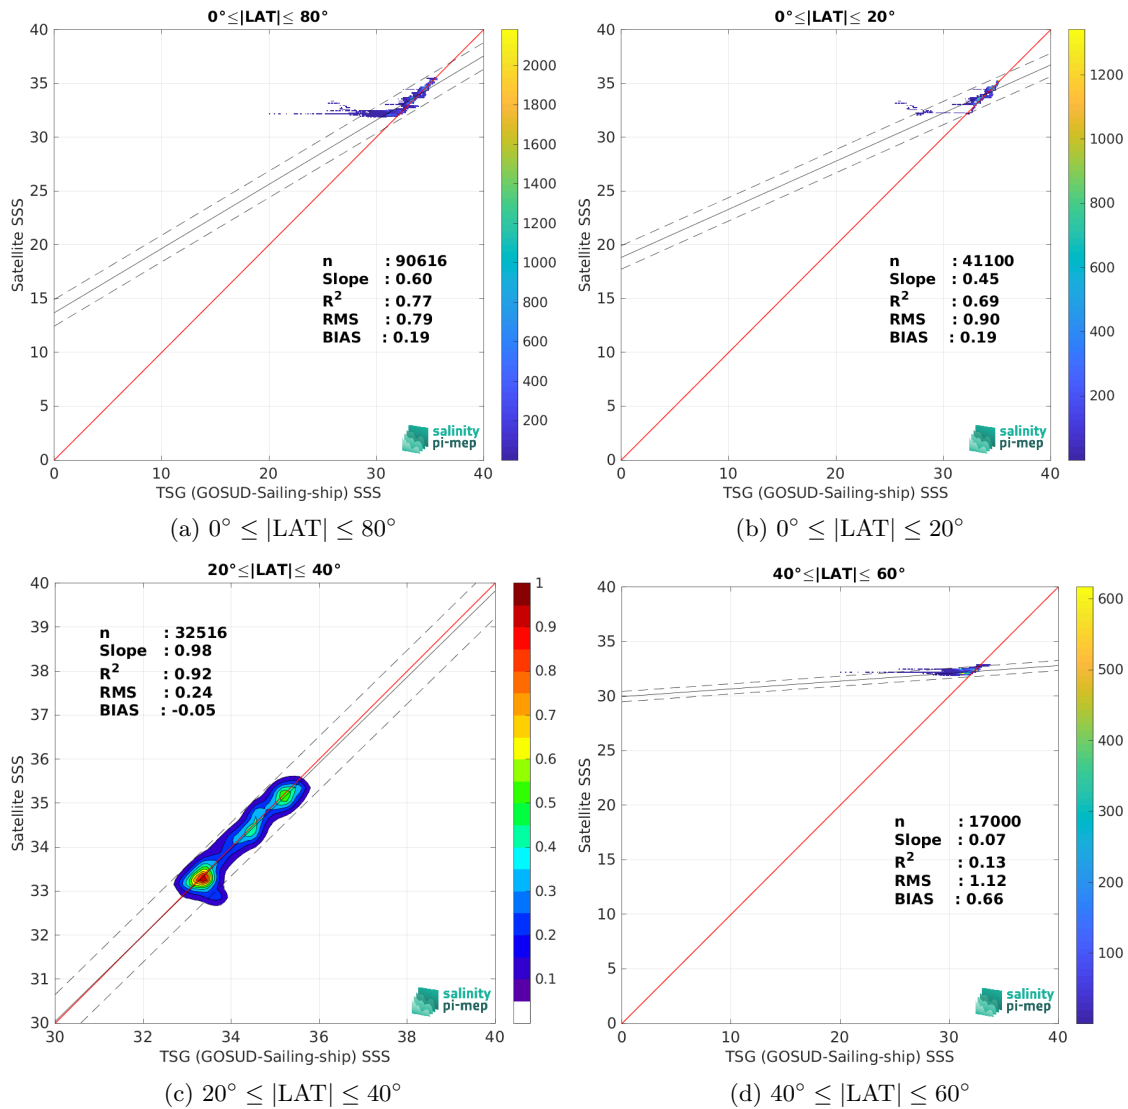 0°≤|LAT|≤ 80°
40
35
30
25
20
15
10
5
0
Satellite SSS
n : 90616
Slope : 0.60
R² : 0.77
RMS : 0.79
BIAS : 0.19
salinity
pi-mep
0 10 20 30 40
TSG (GOSUD-Sailing-ship) SSS
2000
1800
1600
1400
1200
1000
800
600
400
200
(a) 0° ≤ |LAT| ≤ 80°
0°≤|LAT|≤ 20°
40
35
30
25
20
15
10
5
0
Satellite SSS
n : 41100
Slope : 0.45
R² : 0.69
RMS : 0.90
BIAS : 0.19
salinity
pi-mep
0 10 20 30 40
TSG (GOSUD-Sailing-ship) SSS
1200
1000
800
600
400
200
(b) 0° ≤ |LAT| ≤ 20°
20°≤|LAT|≤ 40°
40
39
38
37
36
35
34
33
32
31
30
Satellite SSS
n : 32516
Slope : 0.98
R² : 0.92
RMS : 0.24
BIAS : -0.05
salinity
pi-mep
30 32 34 36 38 40
TSG (GOSUD-Sailing-ship) SSS
1
0.9
0.8
0.7
0.6
0.5
0.4
0.3
0.2
0.1
(c) 20° ≤ |LAT| ≤ 40°
40°≤|LAT|≤ 60°
40
35
30
25
20
15
10
5
0
Satellite SSS
n : 17000
Slope : 0.07
R² : 0.13
RMS : 1.12
BIAS : 0.66
salinity
pi-mep
0 10 20 30 40
TSG (GOSUD-Sailing-ship) SSS
600
500
400
300
200
100
(d) 40° ≤ |LAT| ≤ 60°